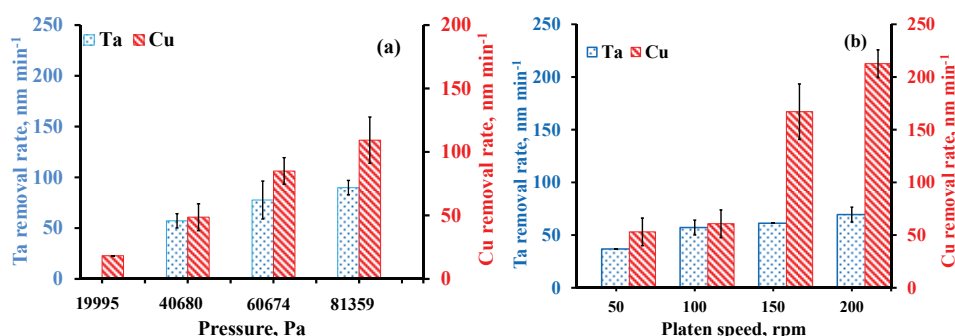 (a)
Ta Cu
Ta removal rate, nm min-1
250
200
150
100
50
0
Cu removal rate, nm min-1
200
150
100
50
0
19995 40680 60674 81359
Pressure, Pa
(b)
Ta Cu
Ta removal rate, nm min-1
250
200
150
100
50
0
Cu removal rate, nm min-1
250
200
150
100
50
0
50 100 150 200
Platen speed, rpm